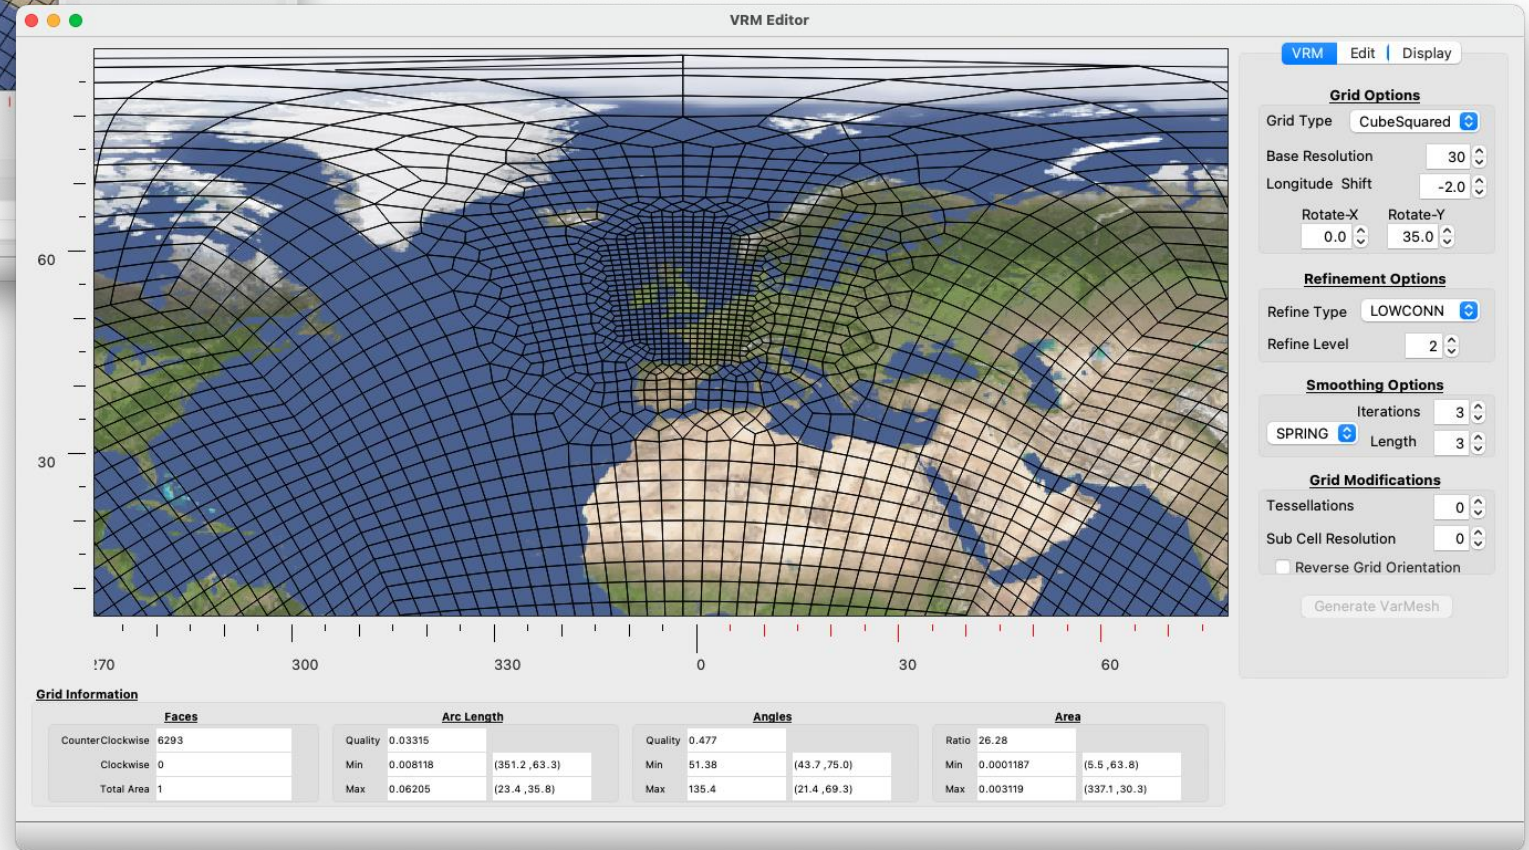 VRM Editor
VRM Edit Display
Grid Options
Grid Type CubeSquared
Base Resolution 30
Longitude Shift -2.0
Rotate-X Rotate-Y
0.0 35.0
Refinement Options
Refine Type LOWCONN
Refine Level 2
Smoothing Options
Iterations 3
SPRING Length 3
Grid Modifications
Tessellations 0
Sub Cell Resolution 0
Reverse Grid Orientation
Generate VarMesh
60
30
270 300 330 0 30 60
Grid Information
Faces Arc Length Angles Area
CounterClockwise 6293 Quality 0.03315 Quality 0.477 Ratio 26.28
Clockwise 0 Min 0.008118 (351.2 ,63.3) Min 51.38 (43.7 ,75.0) Min 0.0001187 (5.5 ,63.8)
Total Area 1 Max 0.06205 (23.4 ,35.8) Max 135.4 (21.4 ,69.3) Max 0.003119 (337.1 ,30.3)